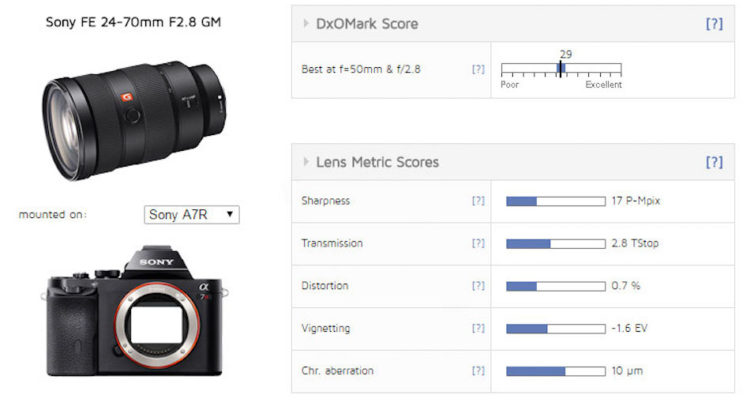 Sony FE 24-70mm F2.8 GM
mounted on:
Sony A7R
SONY
α
7R
G
DxOMark Score
[?]
Best at f=50mm & f/2.8
[?]
29
Poor
Excellent
Lens Metric Scores
[?]
Sharpness
[?]
17 P-Mpix
Transmission
[?]
2.8 TStop
Distortion
[?]
0.7 %
Vignetting
[?]
-1.6 EV
Chr. aberration
[?]
10 μm